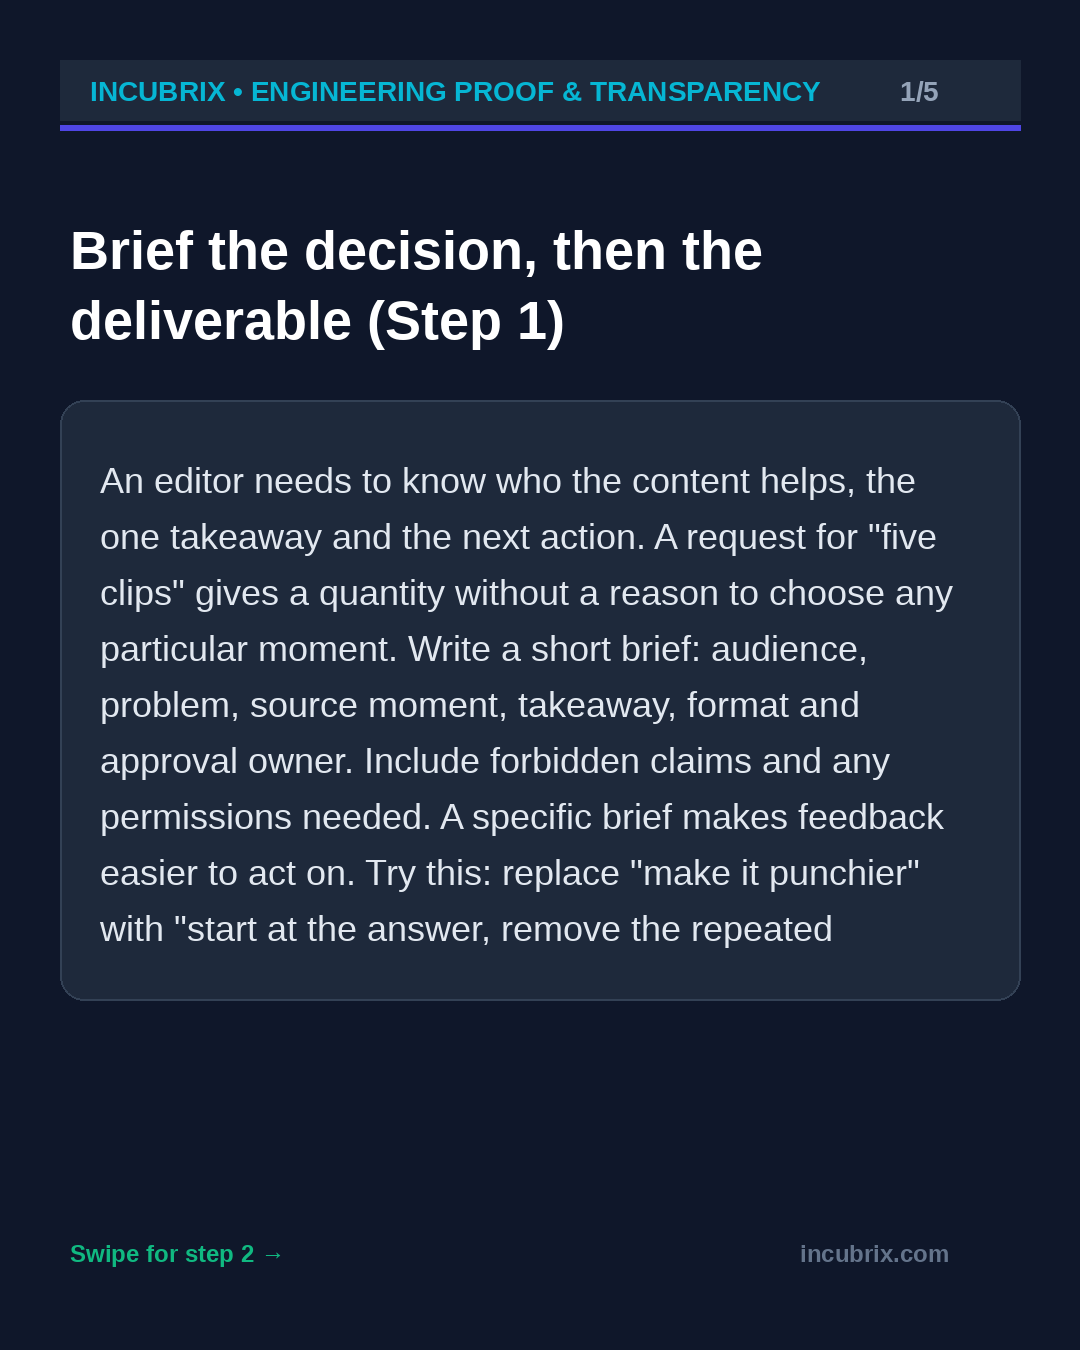 INCUBRIX • ENGINEERING PROOF & TRANSPARENCY 1/5
Brief the decision, then the
deliverable (Step 1)
An editor needs to know who the content helps, the
one takeaway and the next action. A request for "five
clips" gives a quantity without a reason to choose any
particular moment. Write a short brief: audience,
problem, source moment, takeaway, format and
approval owner. Include forbidden claims and any
permissions needed. A specific brief makes feedback
easier to act on. Try this: replace "make it punchier"
with "start at the answer, remove the repeated
Swipe for step 2 → incubrix.com